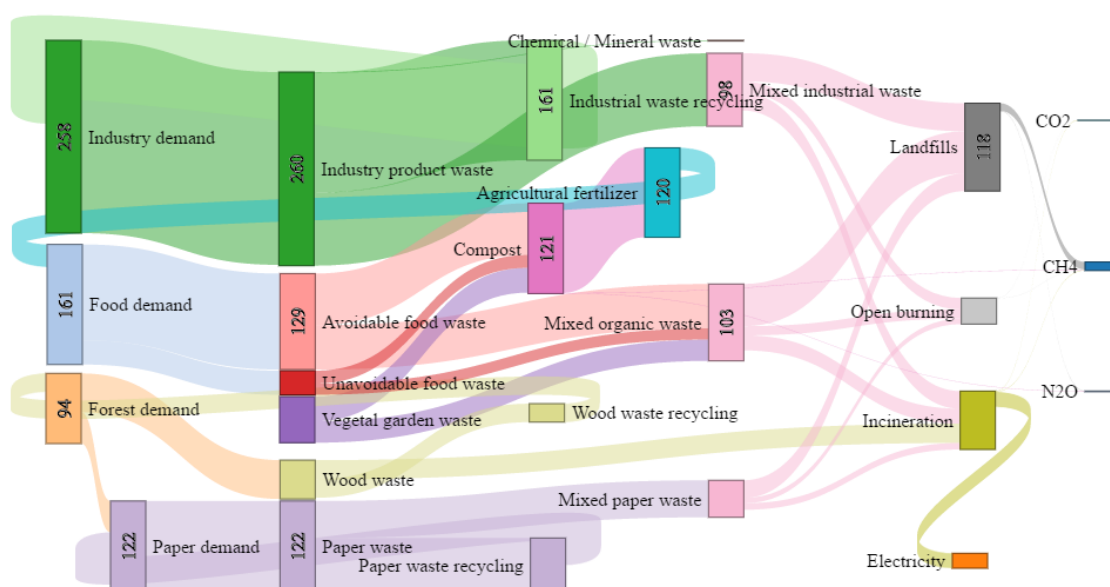 Chemical / Mineral waste
258
Industry demand
260
Industry product waste
161
Industrial waste recycling
98
Mixed industrial waste
Landfills
118
CO2
Agricultural fertilizer
120
161
Food demand
129
Avoidable food waste
Compost
121
Mixed organic waste
103
CH4
Open burning
Unavoidable food waste
94
Forest demand
Vegetal garden waste
Wood waste recycling
Incineration
N2O
Wood waste
Mixed paper waste
122
Paper demand
122
Paper waste
Paper waste recycling
Electricity